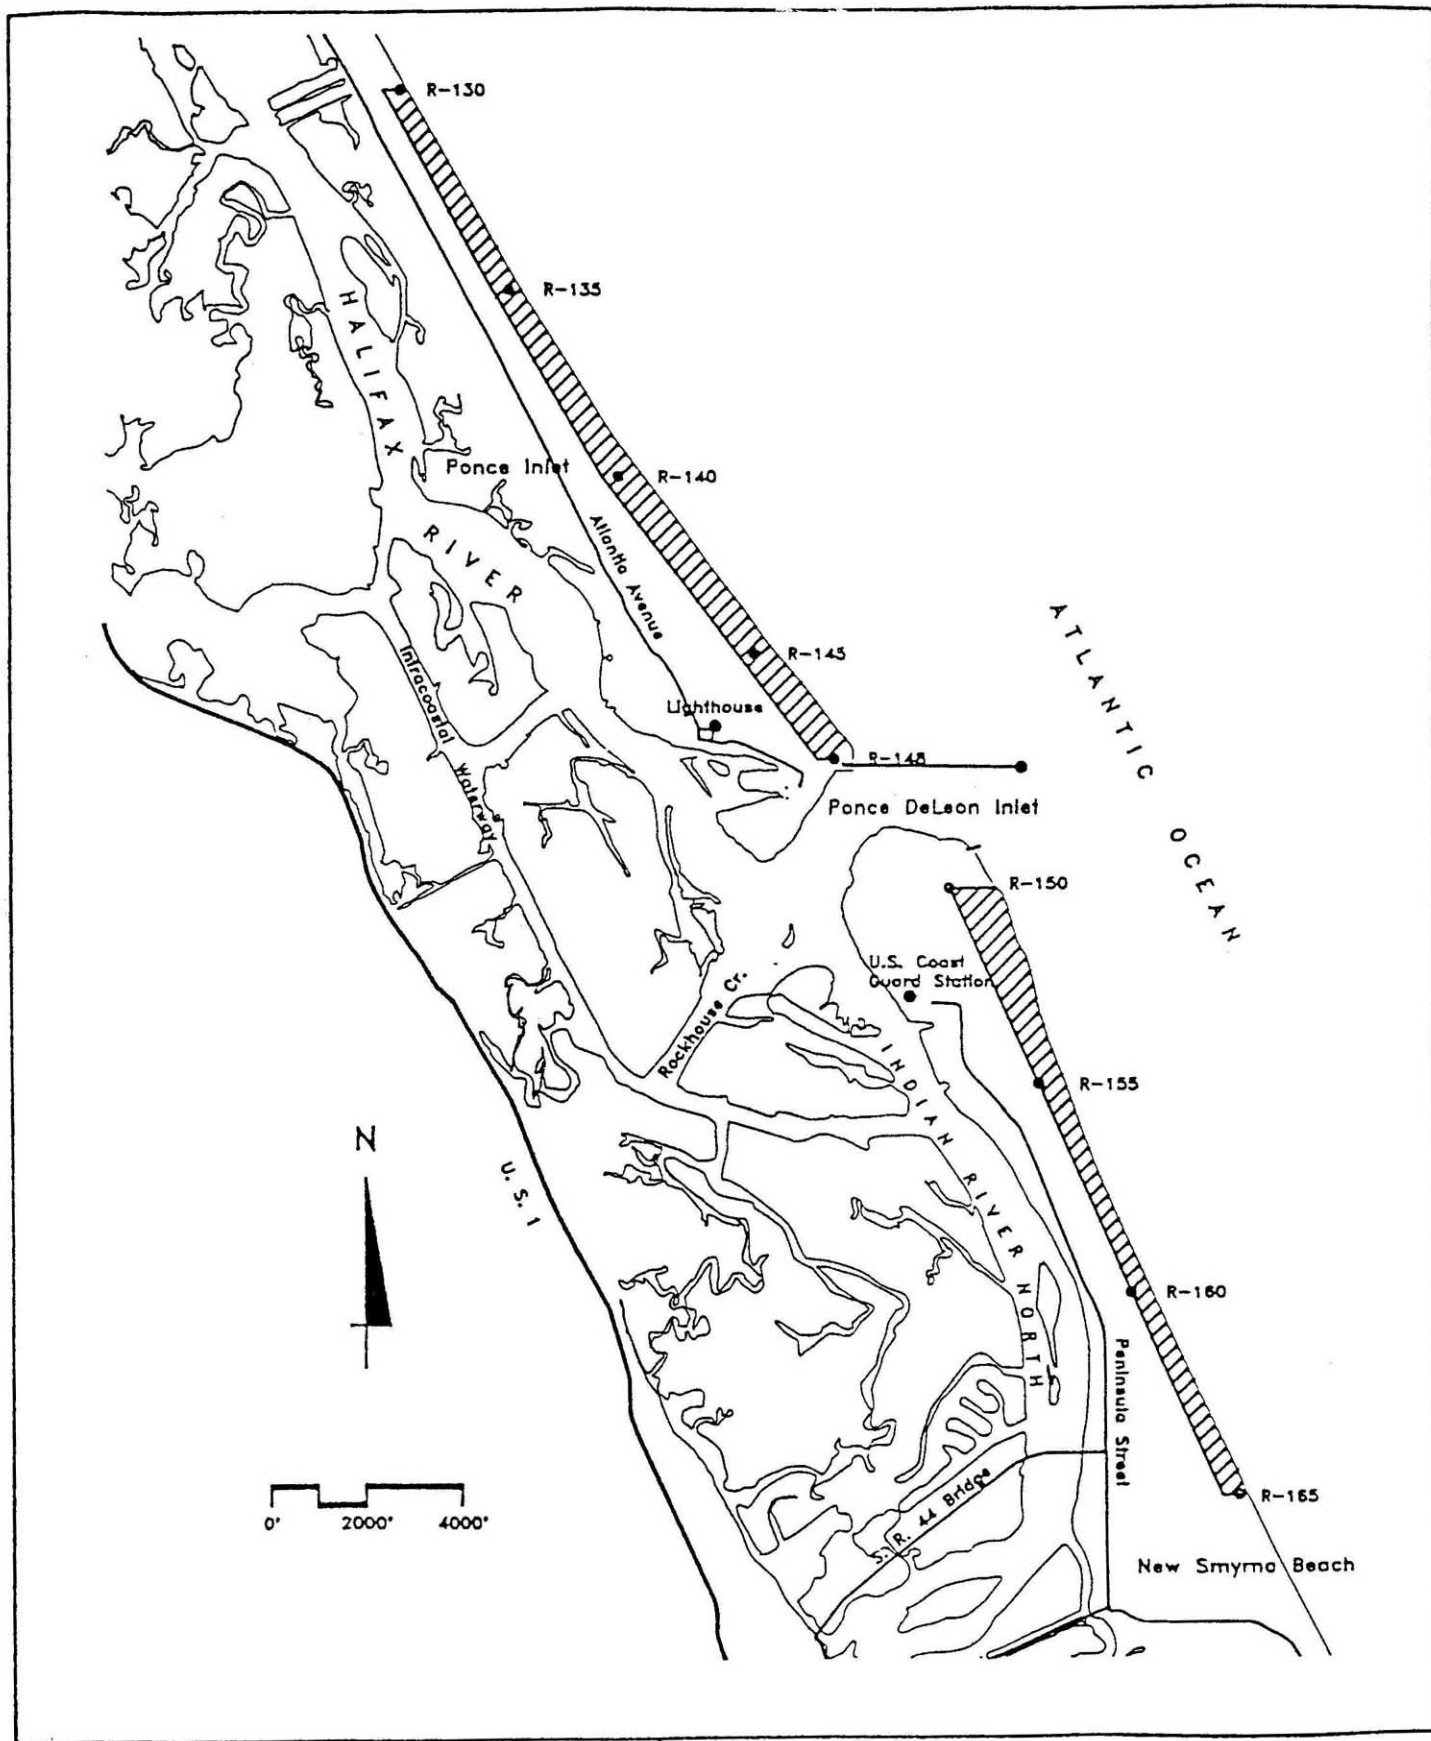 R-130
R-135
HALIFAX
Ponce Inlet
R-140
RIVER
Atlantic Avenue
ATLANTIC
R-145
Intracoastal
Lighthouse
R-148
Waterway
Ponce DeLeon Inlet
OCEAN
R-150
U.S. Coast
Guard Station
Rockhouse Cr.
INDIAN
R-155
N
U. S. 1
RIVER
R-160
NORTH
Peninsula Street
S. R. 44 Bridge
R-165
0'
2000'
4000'
New Smyrna Beach